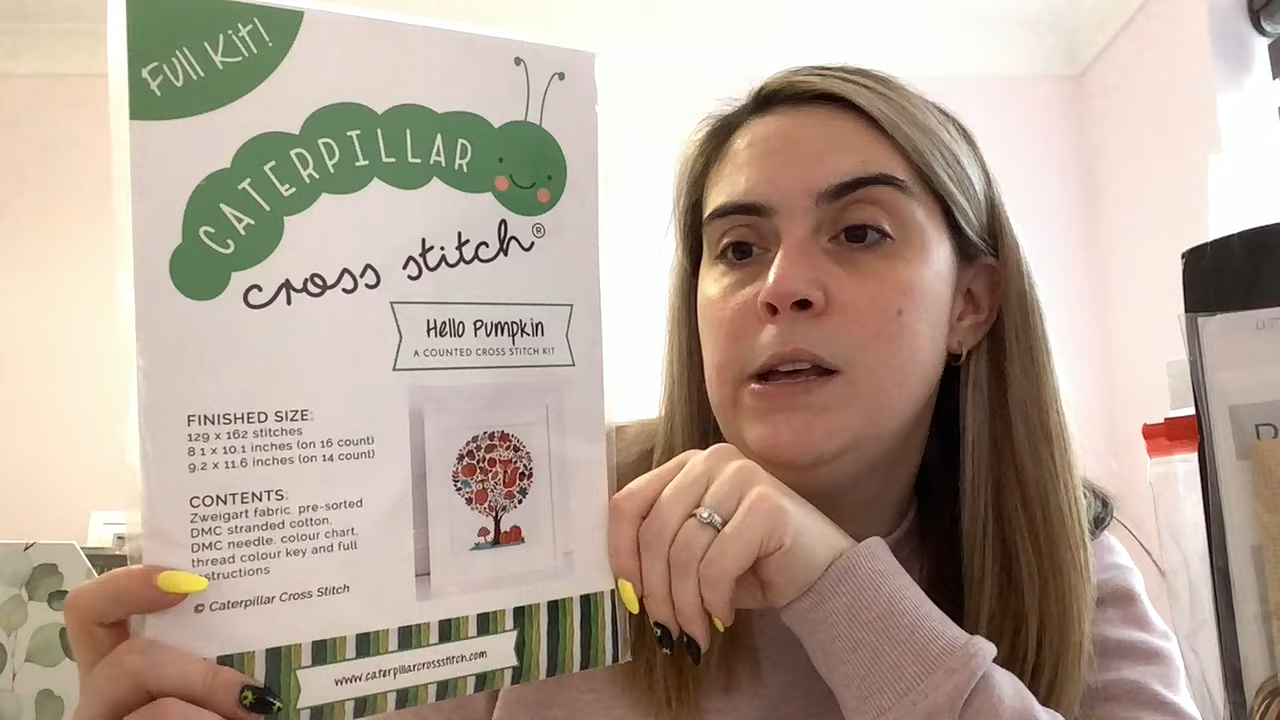 Full Kit!
CATERPILLAR
cross stitch®
Hello Pumpkin
A COUNTED CROSS STITCH KIT
FINISHED SIZE:
129 x 162 stitches
8.1 x 10.1 inches (on 16 count)
9.2 x 11.6 inches (on 14 count)
CONTENTS:
Zweigart fabric, pre-sorted
DMC stranded cotton,
DMC needle, colour chart,
thread colour key and full
nstructions
© Caterpillar Cross Stitch
www.caterpillarcrossstitch.com